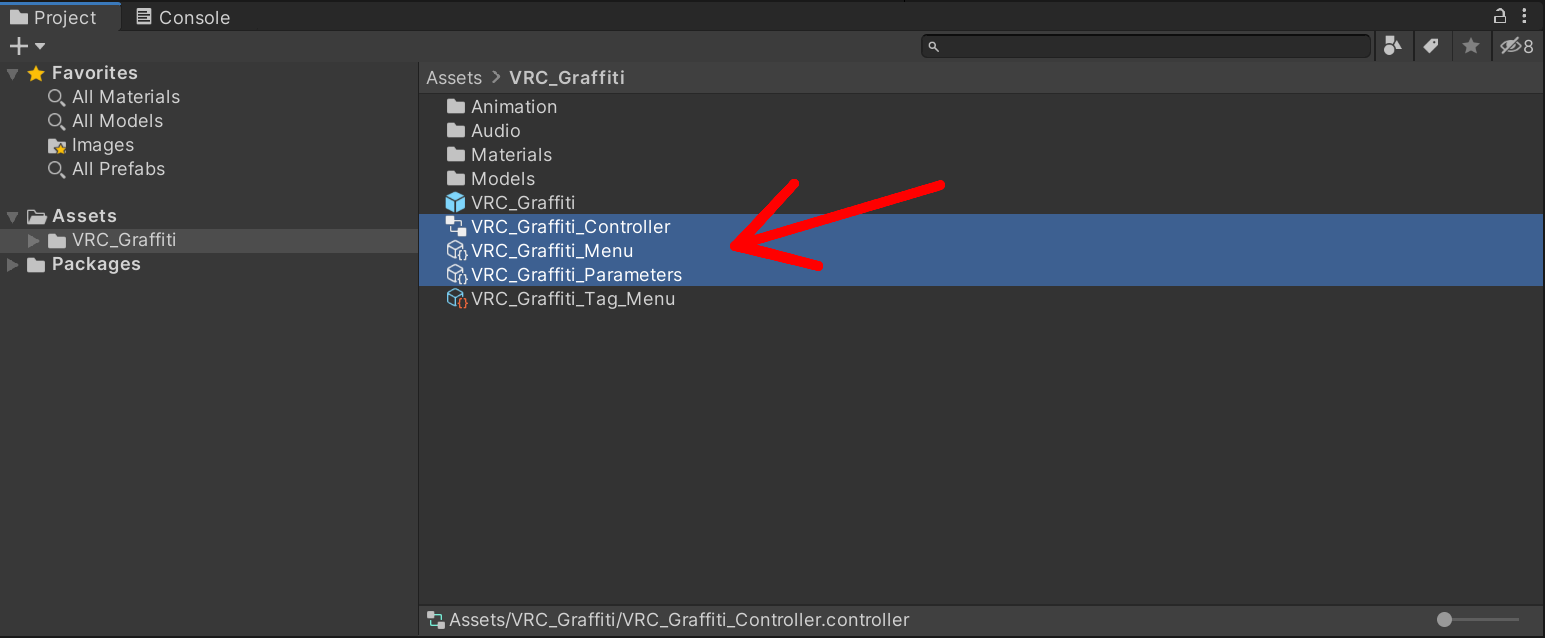 Project
Console
8
Favorites
All Materials
All Models
Images
All Prefabs
Assets
VRC_Graffiti
Packages
Assets > VRC_Graffiti
Animation
Audio
Materials
Models
VRC_Graffiti
VRC_Graffiti_Controller
VRC_Graffiti_Menu
VRC_Graffiti_Parameters
VRC_Graffiti_Tag_Menu
Assets/VRC_Graffiti/VRC_Graffiti_Controller.controller